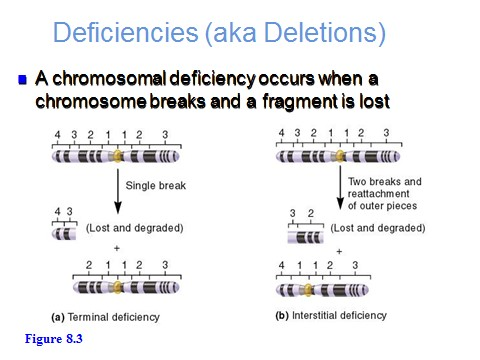 Deficiencies (aka Deletions)
A chromosomal deficiency occurs when a
chromosome breaks and a fragment is lost
4 3 2 1 1 2 3
Single break
4 3
(Lost and degraded)
+
2 1 1 2 3
(a) Terminal deficiency
4 3 2 1 1 2 3
Two breaks and
reattachment
of outer pieces
3 2
(Lost and degraded)
+
4 1 1 2 3
(b) Interstitial deficiency
Figure 8.3